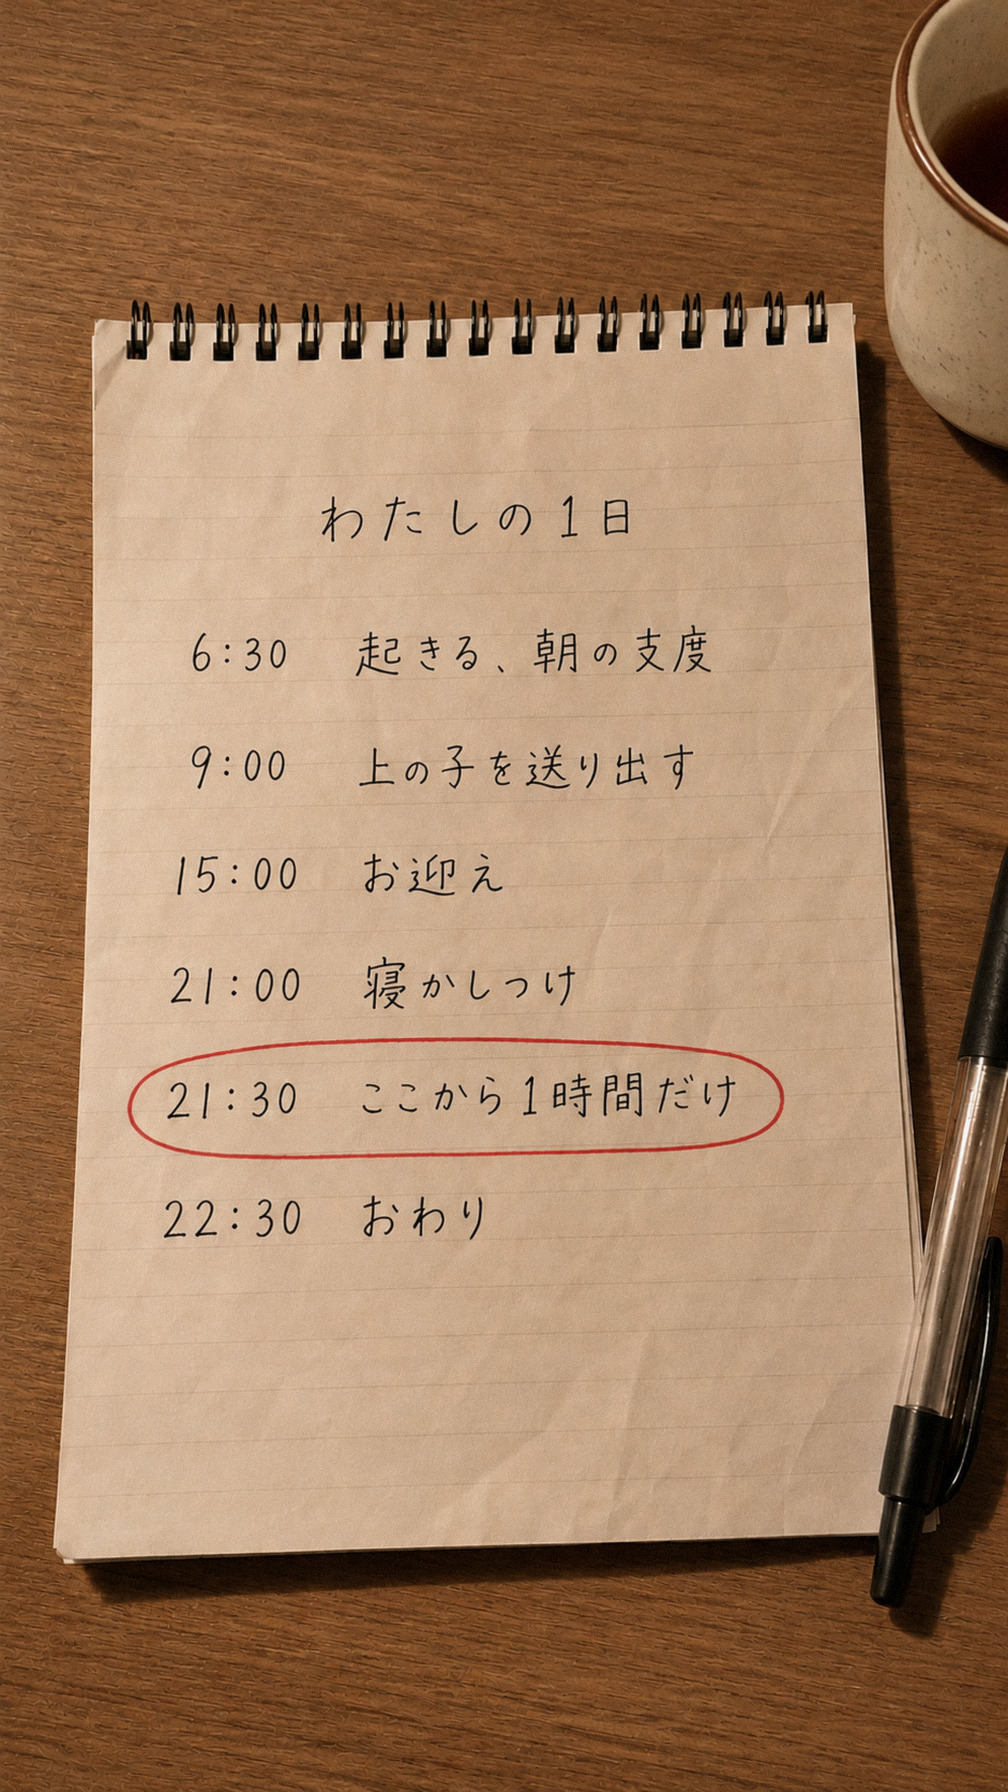 わたしの1日
6:30 起きる、朝の支度
9:00 上の子を送り出す
15:00 お迎え
21:00 寝かしつけ
21:30 ここから1時間だけ
22:30 おわり